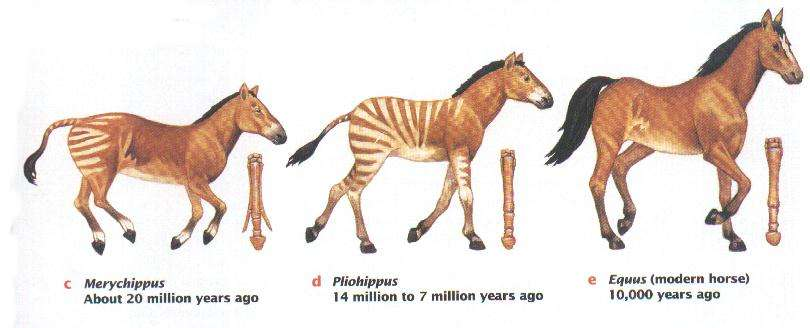 c Merychippus
About 20 million years ago
d Pliohippus
14 million to 7 million years ago
e Equus (modern horse)
10,000 years ago